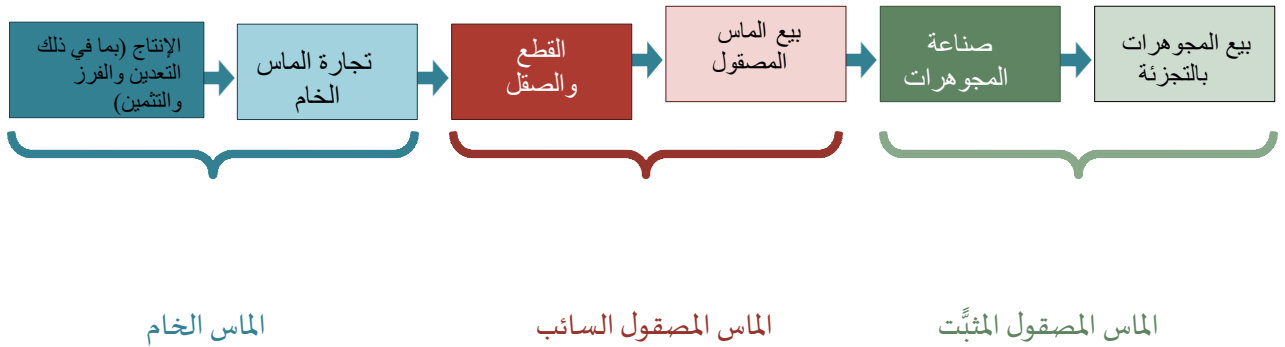 الإنتاج (بما في ذلك
التعدين والفرز
والتثمين)
تجارة الماس
الخام
القطع
والصقل
بيع الماس
المصقول
صناعة
المجوهرات
بيع المجوهرات
بالتجزئة
الماس الخام
الماس المصقول السائب
الماس المصقول المثبًّت